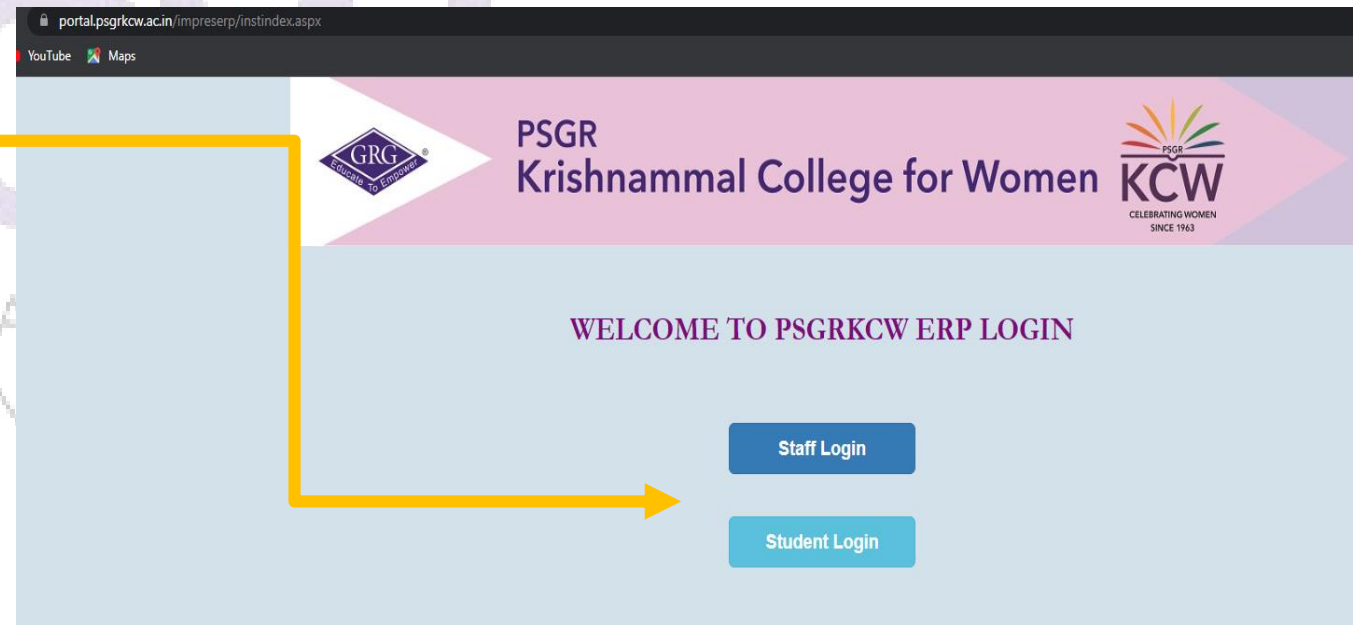 portal.psgrkcw.ac.in/impreserp/instindex.aspx
YouTube Maps
GRG ®
Educate To Empower
PSGR
Krishnammal College for Women
PSGR
KCW
CELEBRATING WOMEN
SINCE 1963
WELCOME TO PSGRKCW ERP LOGIN
Staff Login
Student Login